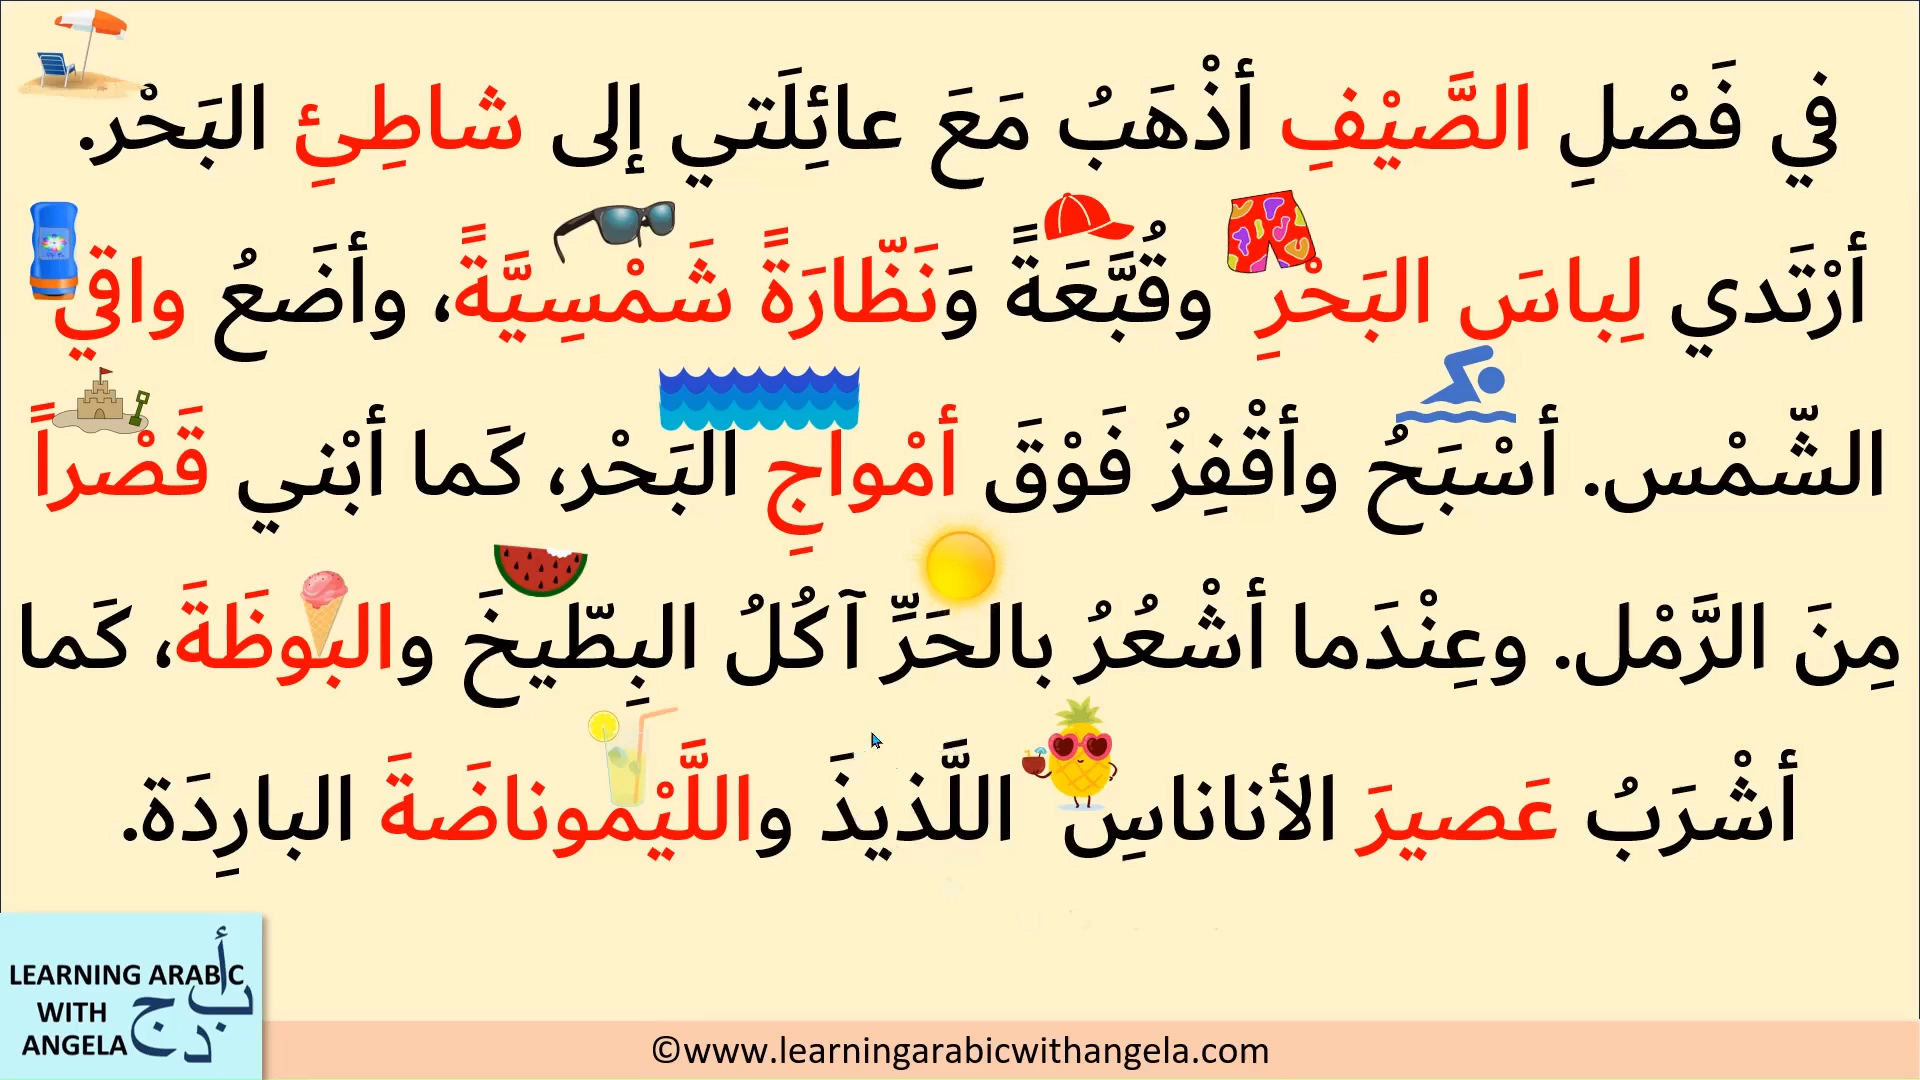 في فَصْلِ الصَّيْفِ أذْهَبُ مَعَ عائِلَتي إلى شاطِئِ البَحْر.
أرْتَدي لِباسَ البَحْرِ وقُبَّعَةً وَنَظّارَةً شَمْسِيَّةً، وأضَعُ واقي
الشّمْس. أسْبَحُ وأقْفِزُ فَوْقَ أمْواجِ البَحْر، كَما أبْني قَصْراً
مِنَ الرَّمْل. وعِنْدَما أشْعُرُ بالحَرِّ آكُلُ البِطّيخَ والبوظَةَ، كَما
أشْرَبُ عَصيرَ الأناناسِ اللَّذيذَ واللَّيْموناضَةَ البارِدَة.
LEARNING ARABIC
WITH
ANGELA
أ ب ج د
©www.learningarabicwithangela.com